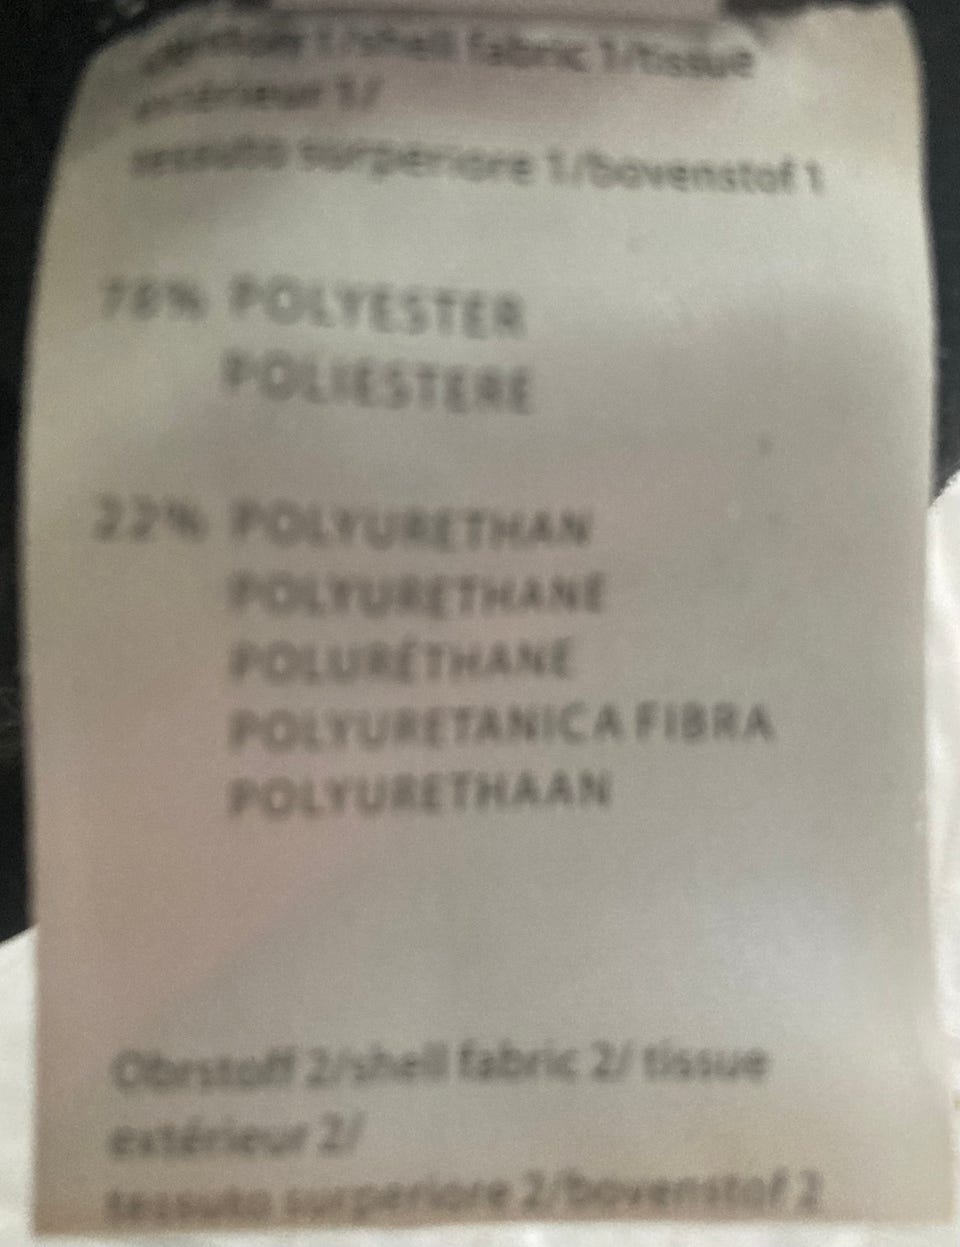 1/shell fabric 1/tissue
extérieur 1/
tessuto surperiore 1/bovenstof 1
78% POLYESTER
POLIESTERE
22% POLYURETHAN
POLYURETHANE
POLURÉTHANE
POLYURETANICA FIBRA
POLYURETHAAN
Obrstoff 2/shell fabric 2/ tissue
extérieur 2/
tessuto surperiore 2/bovenstof 2